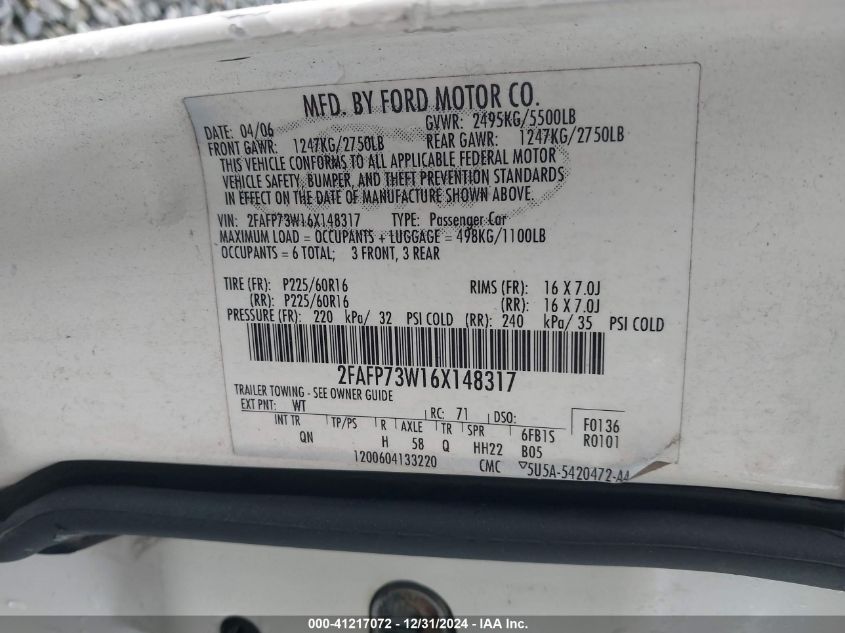 MFD. BY FORD MOTOR CO.
DATE: 04/06 GVWR: 2495KG/5500LB
FRONT GAWR: 1247KG/2750LB REAR GAWR: 1247KG/2750LB
THIS VEHICLE CONFORMS TO ALL APPLICABLE FEDERAL MOTOR
VEHICLE SAFETY, BUMPER, AND THEFT PREVENTION STANDARDS
IN EFFECT ON THE DATE OF MANUFACTURE SHOWN ABOVE.
VIN: 2FAFP73W16X148317 TYPE: Passenger Car
MAXIMUM LOAD = OCCUPANTS + LUGGAGE = 498KG/1100LB
OCCUPANTS = 6 TOTAL; 3 FRONT, 3 REAR
TIRE (FR): P225/60R16 RIMS (FR): 16 X 7.0J
(RR): P225/60R16 (RR): 16 X 7.0J
PRESSURE (FR): 220 kPa/ 32 PSI COLD (RR): 240 kPa/ 35 PSI COLD
2FAFP73W16X148317
TRAILER TOWING - SEE OWNER GUIDE
EXT PNT: WT RC: 71 DSO: F0136
INT TR TP/PS R AXLE TR SPR 6FB1S R0101
QN H 58 Q HH22 B05
1200604133220 CMC 5U5A-5420472-AA
000-41217072 - 12/31/2024 - IAA Inc.